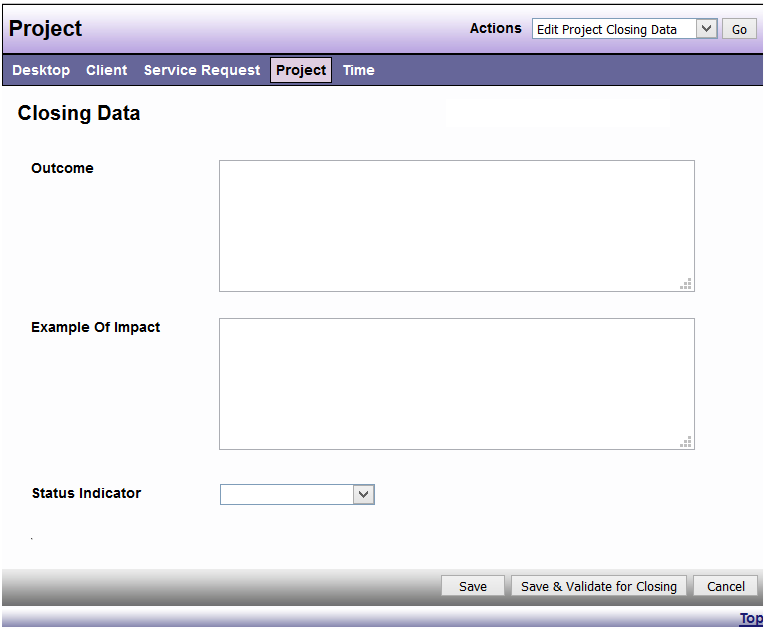 Project
Actions Edit Project Closing Data Go
Desktop Client Service Request Project Time
Closing Data
Outcome
Example Of Impact
Status Indicator
.
Save Save & Validate for Closing Cancel
Top